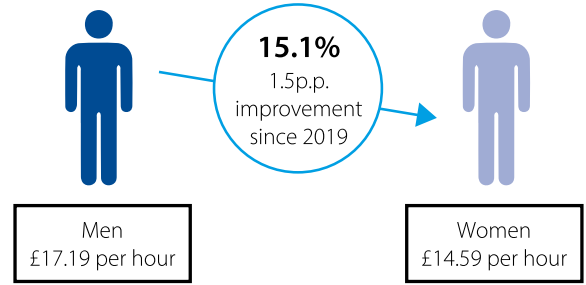 15.1%
1.5p.p.
improvement
since 2019
Men
£17.19 per hour
Women
£14.59 per hour